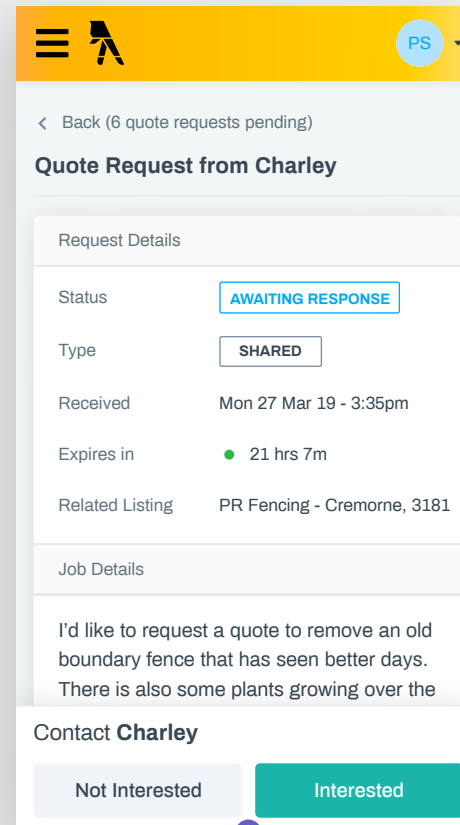 PS
Back (6 quote requests pending)
Quote Request from Charley
Request Details
Status AWAITING RESPONSE
Type SHARED
Received Mon 27 Mar 19 - 3:35pm
Expires in 21 hrs 7m
Related Listing PR Fencing - Cremorne, 3181
Job Details
I’d like to request a quote to remove an old
boundary fence that has seen better days.
There is also some plants growing over the
Contact Charley
Not Interested Interested